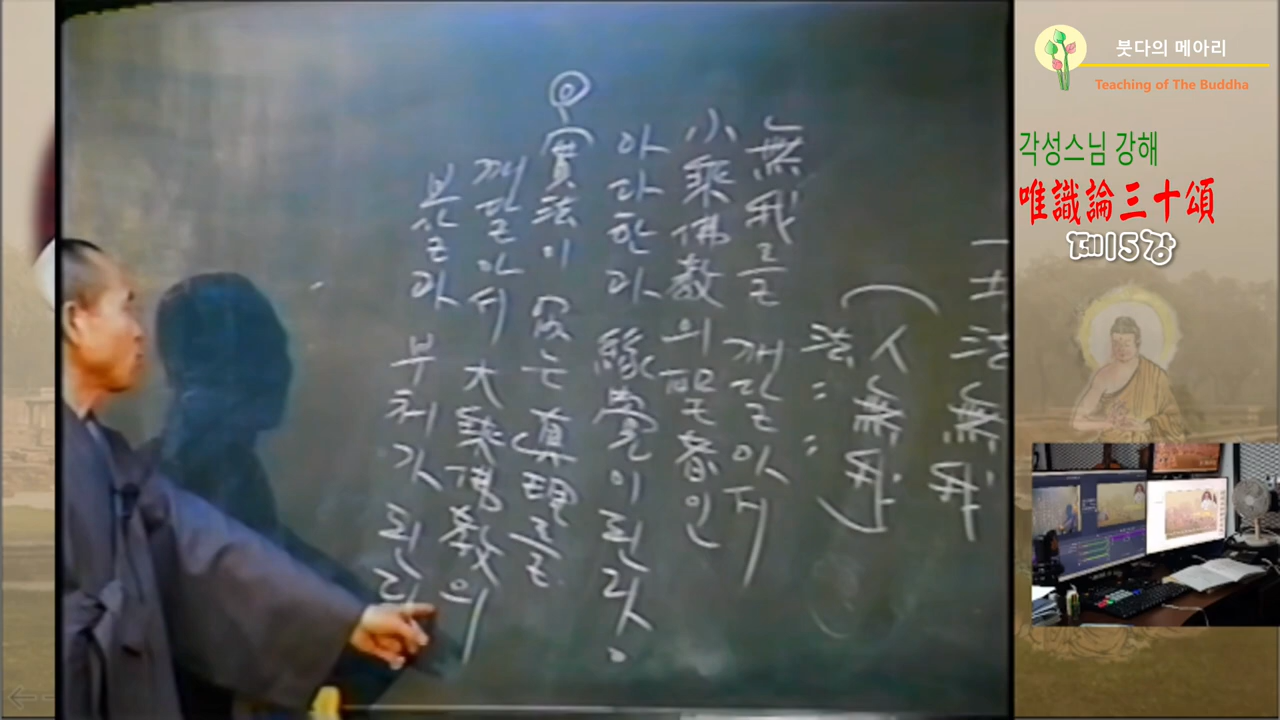 붓다의 메아리
Teaching of The Buddha
각성스님 강해
唯識論三十頌
제15강
法無我
(人無我
法 〃 〃)
無我를 깨달아서
小乘佛敎의 聖者인
아라한과 緣覺이 된다。
實法이 없는 眞理를
깨달아서 大乘佛敎의
보살과 부처가 된다